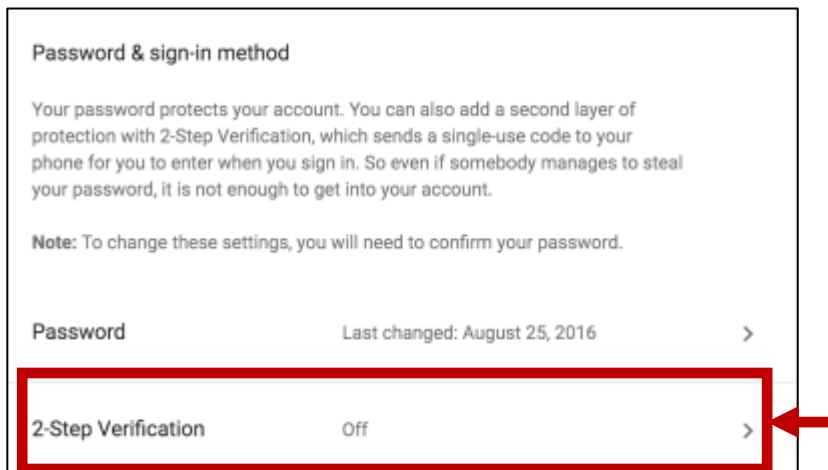 Password & sign-in method
Your password protects your account. You can also add a second layer of
protection with 2-Step Verification, which sends a single-use code to your
phone for you to enter when you sign in. So even if somebody manages to steal
your password, it is not enough to get into your account.
Note: To change these settings, you will need to confirm your password.
Password Last changed: August 25, 2016
2-Step Verification Off